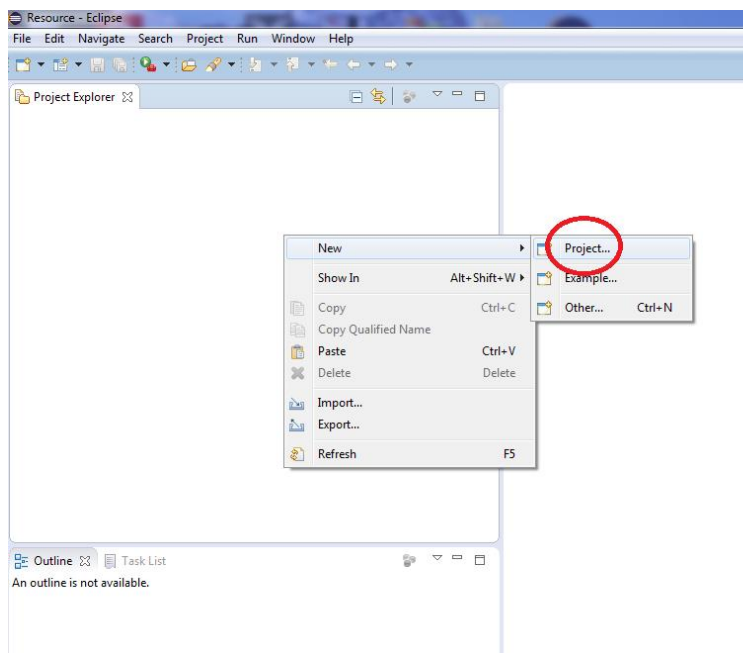 Resource - Eclipse
File Edit Navigate Search Project Run Window Help
Project Explorer
New
Project...
Show In Alt+Shift+W
Example...
Copy Ctrl+C
Other... Ctrl+N
Copy Qualified Name
Paste Ctrl+V
Delete Delete
Import...
Export...
Refresh F5
Outline Task List
An outline is not available.